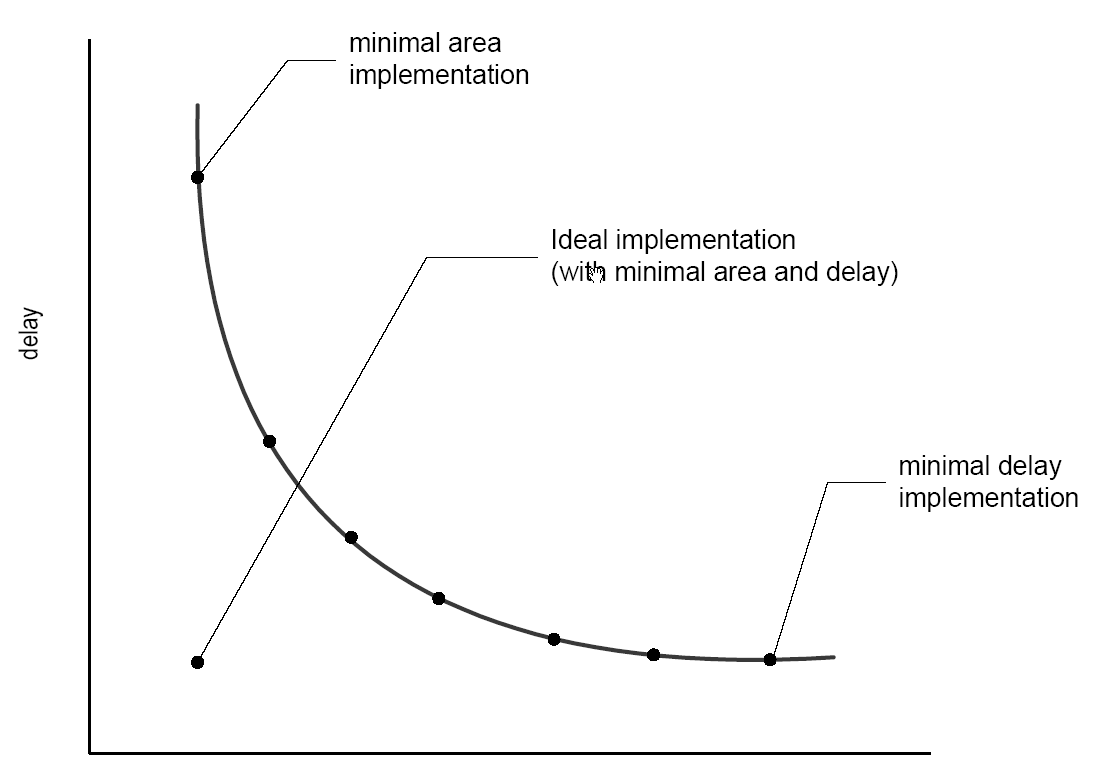 minimal area
implementation
Ideal implementation
(with minimal area and delay)
delay
minimal delay
implementation